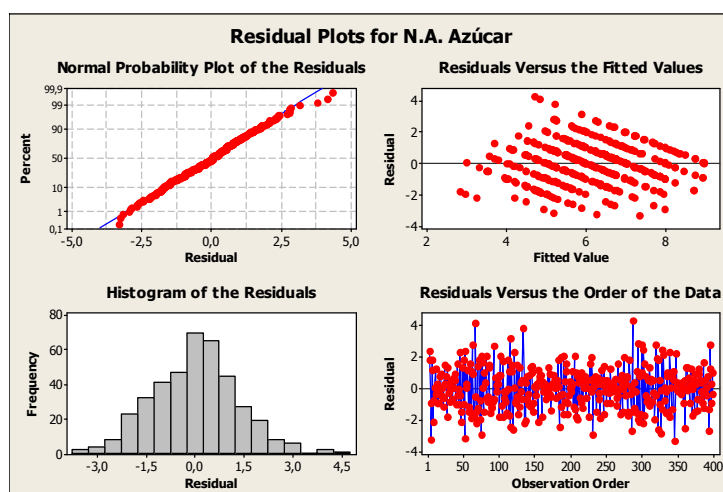 Residual Plots for N.A. Azúcar
Normal Probability Plot of the Residuals
Percent
99,9
99
90
50
10
1
0,1
-5,0 -2,5 0,0 2,5 5,0
Residual
Residuals Versus the Fitted Values
Residual
4
2
0
-2
-4
2 4 6 8
Fitted Value
Histogram of the Residuals
Frequency
80
60
40
20
0
-3,0 -1,5 0,0 1,5 3,0 4,5
Residual
Residuals Versus the Order of the Data
Residual
4
2
0
-2
-4
1 50 100 150 200 250 300 350 400
Observation Order